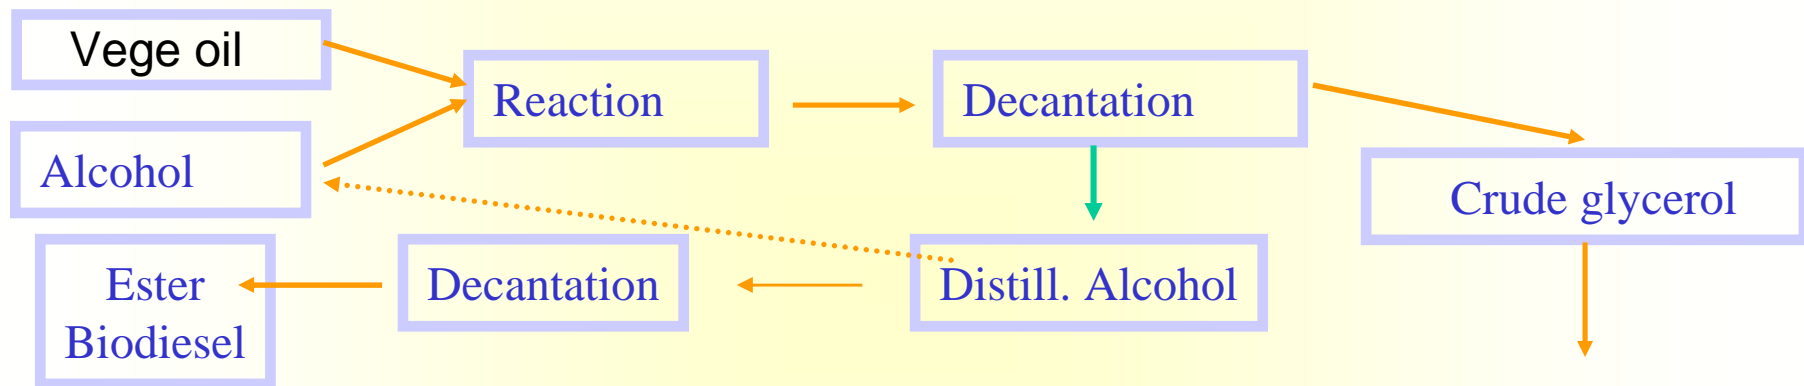 Vege oil
Reaction
Decantation
Alcohol
Crude glycerol
Ester
Biodiesel
Decantation
Distill. Alcohol